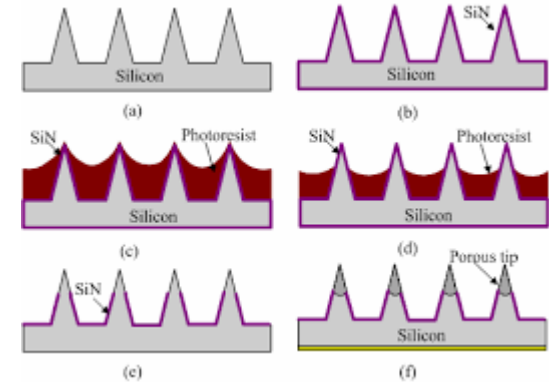 Silicon
(a)
SiN
Silicon
(b)
SiN
Photoresist
Silicon
(c)
SiN
Photoresist
Silicon
(d)
SiN
(e)
Porous tip
Silicon
(f)